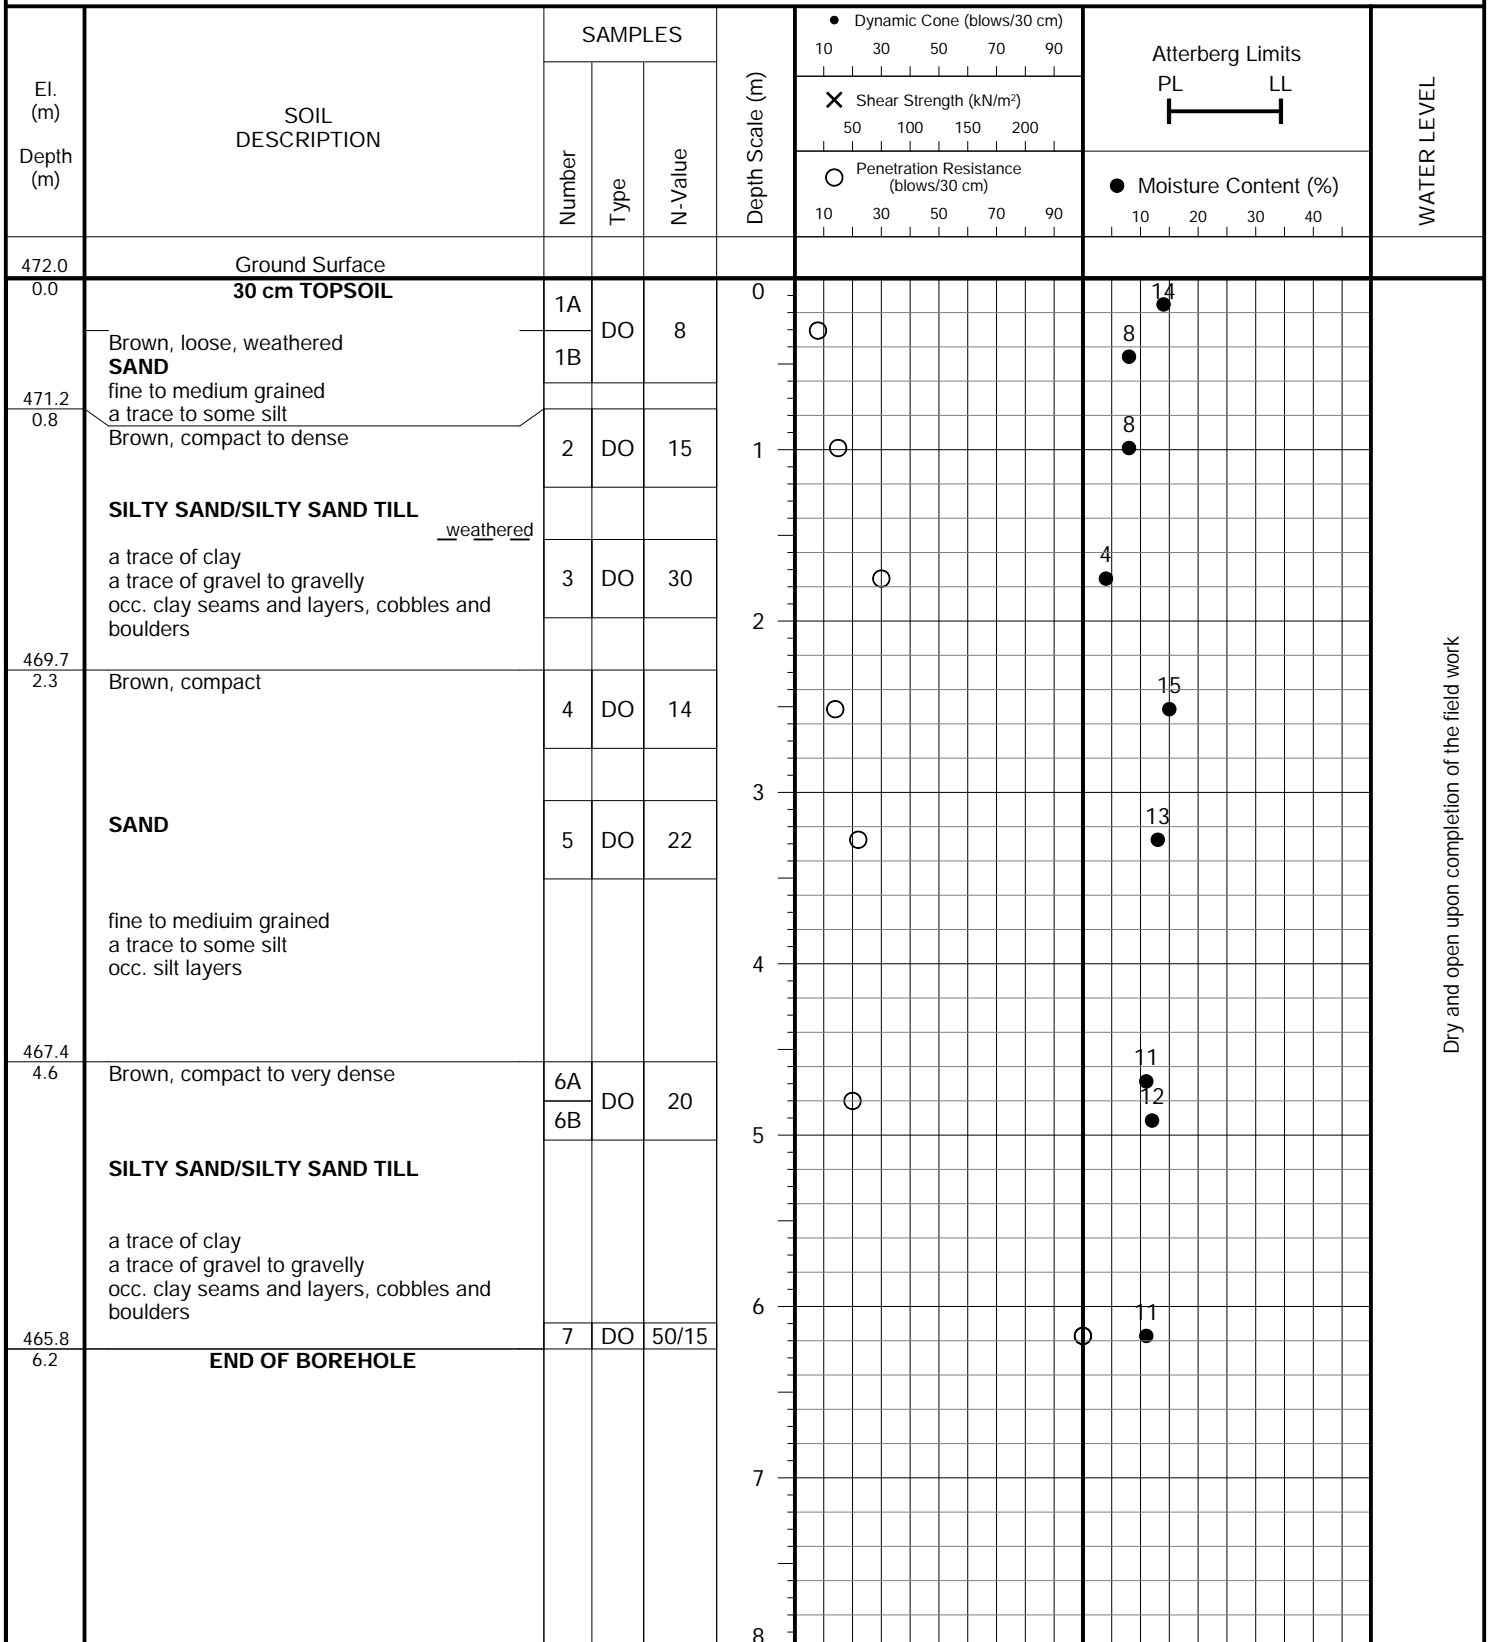 El.
(m)
Depth
(m)
SOIL
DESCRIPTION
SAMPLES
Number
Type
N-Value
Depth Scale (m)
Dynamic Cone (blows/30 cm)
10 30 50 70 90
Shear Strength (kN/m²)
50 100 150 200
Penetration Resistance
(blows/30 cm)
10 30 50 70 90
Atterberg Limits
PL LL
Moisture Content (%)
10 20 30 40
WATER LEVEL
472.0 Ground Surface
0.0 30 cm TOPSOIL
Brown, loose, weathered
SAND
fine to medium grained
a trace to some silt
1A
1B
DO 8
0
14
8
471.2
0.8
Brown, compact to dense
2 DO 15
1
8
SILTY SAND/SILTY SAND TILL
weathered
a trace of clay
a trace of gravel to gravelly
occ. clay seams and layers, cobbles and
boulders
3 DO 30
4
2
469.7
2.3
Brown, compact
4 DO 14
15
3
SAND
5 DO 22
13
fine to mediuim grained
a trace to some silt
occ. silt layers
4
467.4
4.6
Brown, compact to very dense
6A
6B
DO 20
11
12
5
SILTY SAND/SILTY SAND TILL
a trace of clay
a trace of gravel to gravelly
occ. clay seams and layers, cobbles and
boulders
6
7 DO 50/15
11
465.8
6.2
END OF BOREHOLE
7
8
Dry and open upon completion of the field work